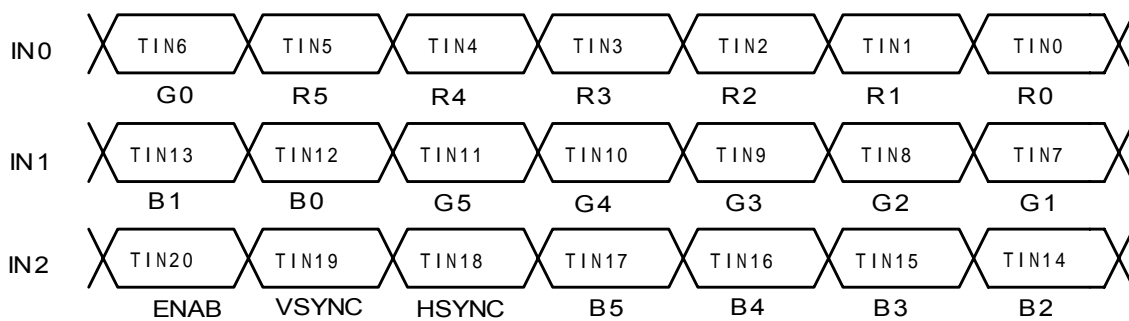 IN0 TIN6 TIN5 TIN4 TIN3 TIN2 TIN1 TIN0
G0 R5 R4 R3 R2 R1 R0
IN1 TIN13 TIN12 TIN11 TIN10 TIN9 TIN8 TIN7
B1 B0 G5 G4 G3 G2 G1
IN2 TIN20 TIN19 TIN18 TIN17 TIN16 TIN15 TIN14
ENAB VSYNC HSYNC B5 B4 B3 B2